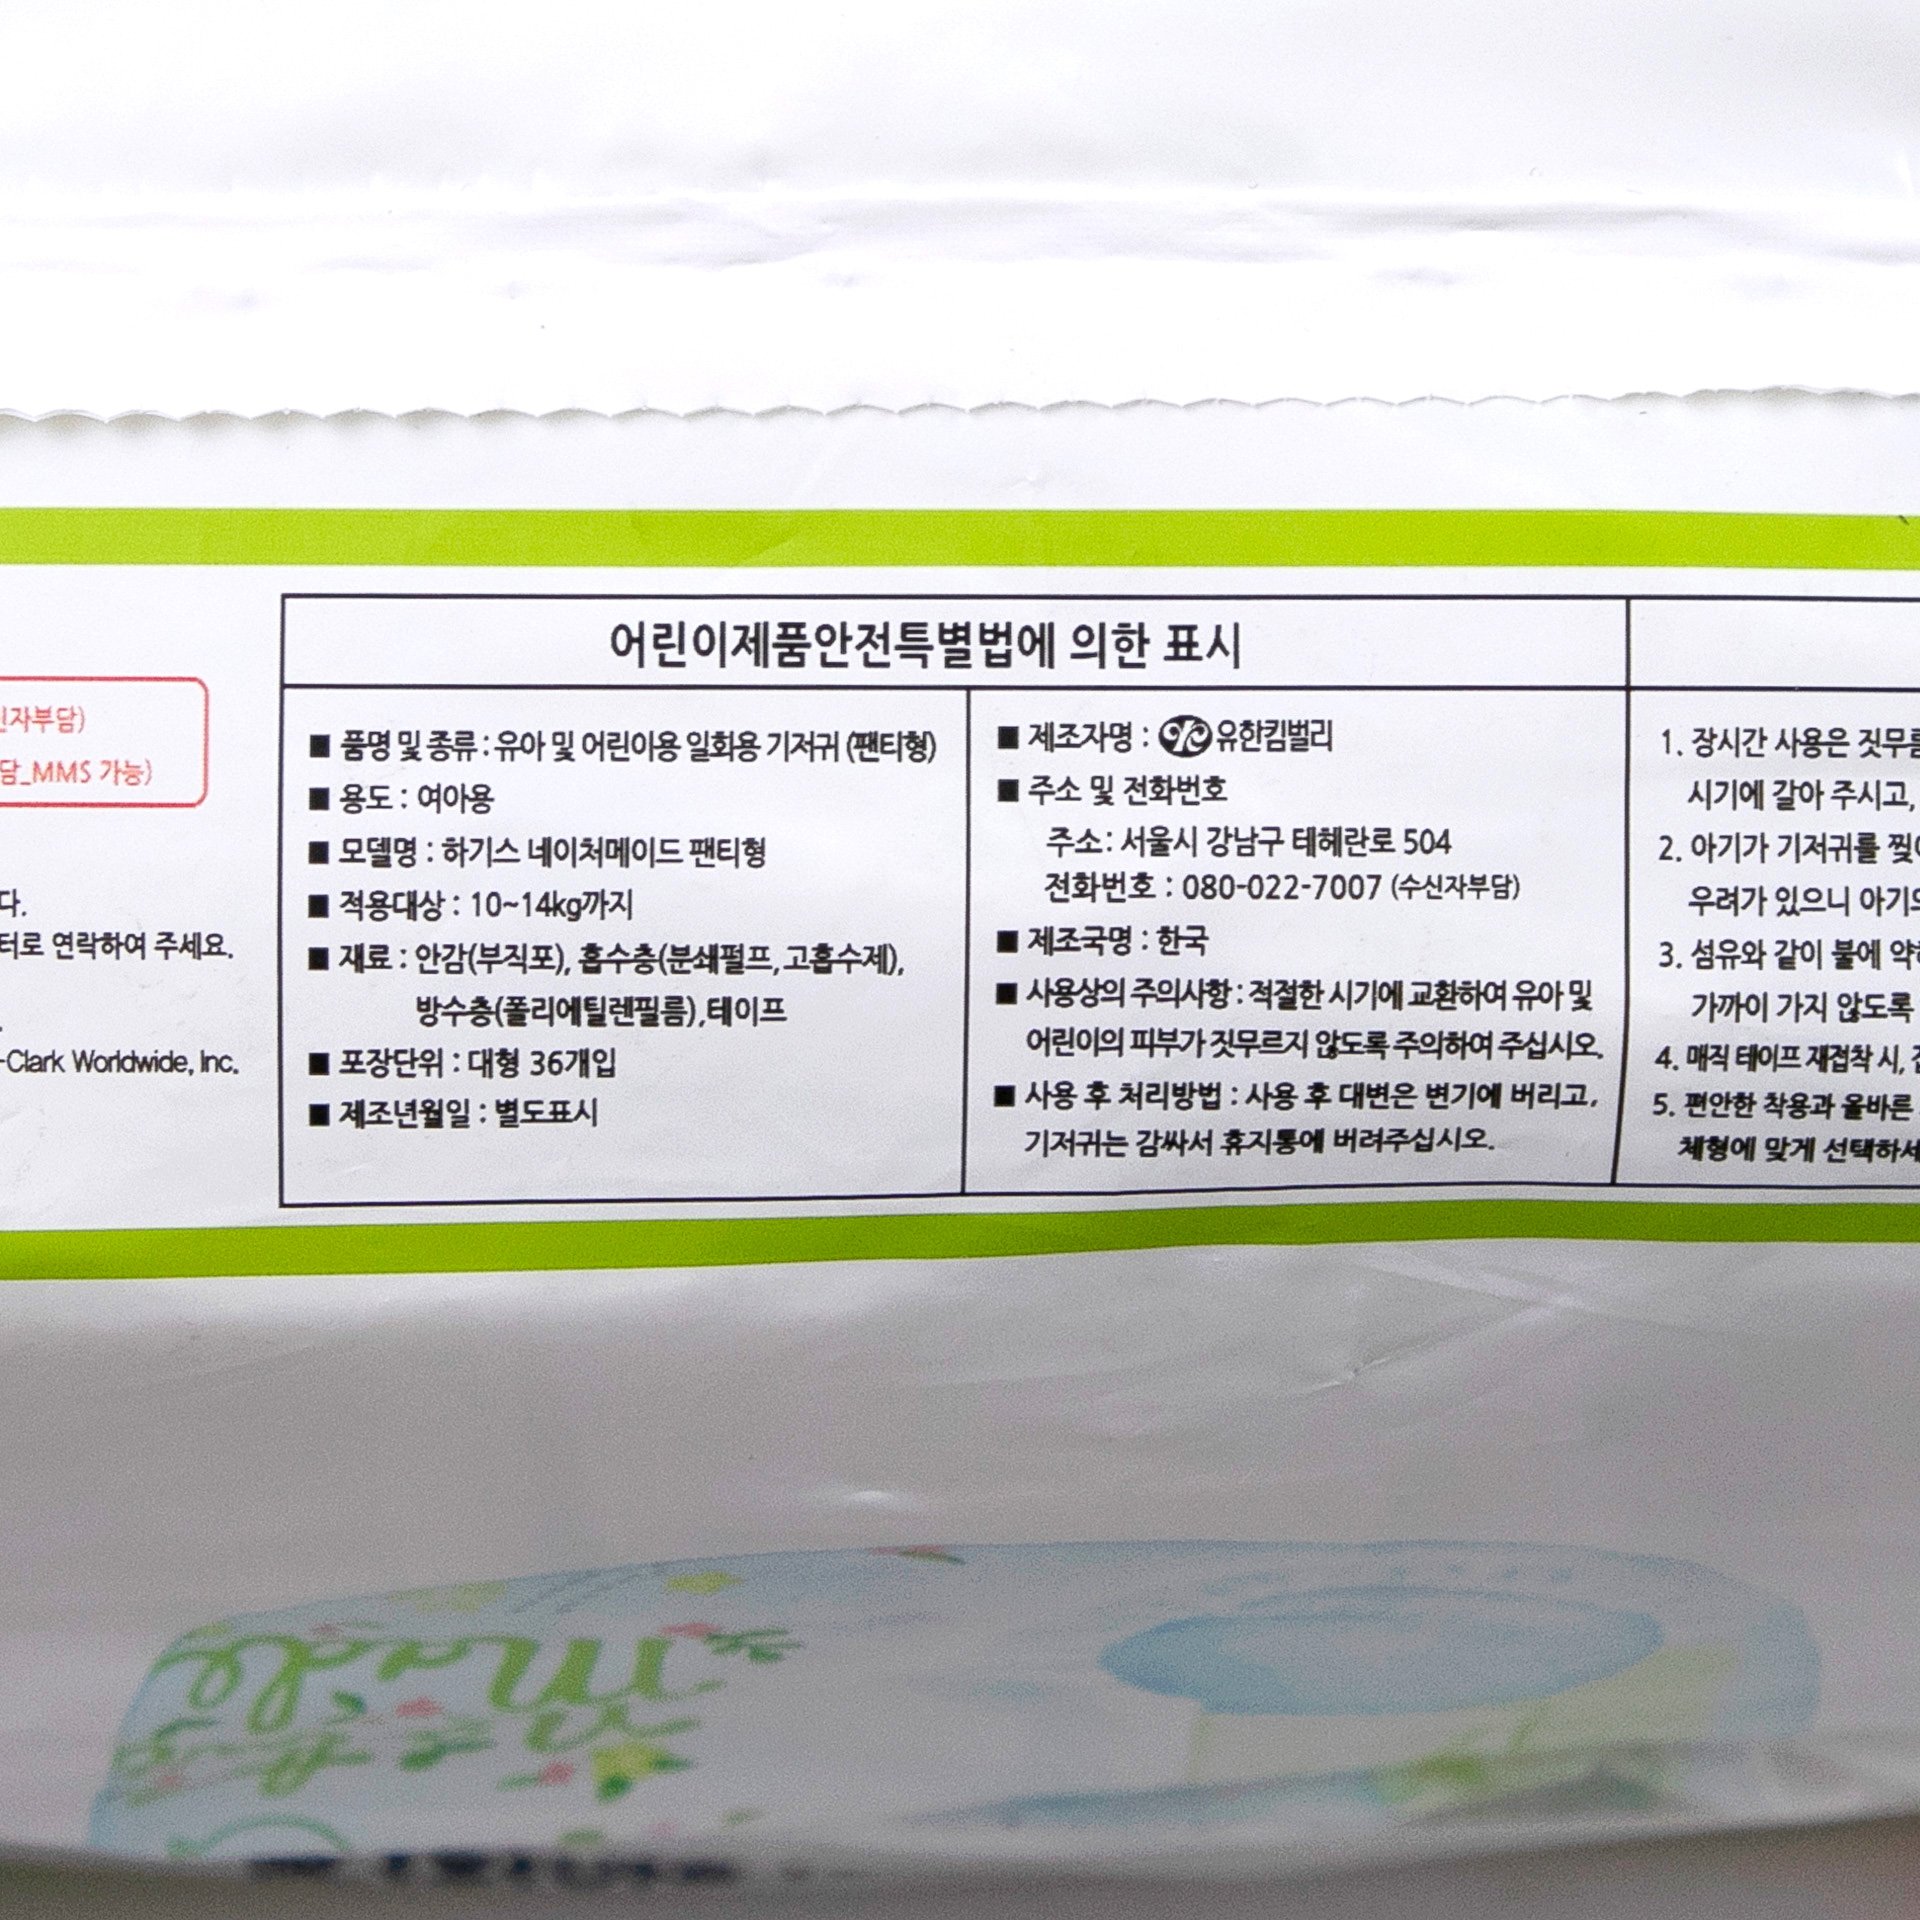 신자부담)
담_MMS 가능)
다.
터로 연락하여 주세요.
-Clark Worldwide, Inc.
어린이제품안전특별법에 의한 표시
■ 품명 및 종류 : 유아 및 어린이용 일회용 기저귀 (팬티형)
■ 용도 : 여아용
■ 모델명 : 하기스 네이처메이드 팬티형
■ 적용대상 : 10~14kg까지
■ 재료 : 안감(부직포), 흡수층(분쇄펄프, 고흡수제),
방수층(폴리에틸렌필름), 테이프
■ 포장단위 : 대형 36개입
■ 제조년월일 : 별도표시
■ 제조자명 : 유한킴벌리
■ 주소 및 전화번호
주소 : 서울시 강남구 테헤란로 504
전화번호 : 080-022-7007 (수신자부담)
■ 제조국명 : 한국
■ 사용상의 주의사항 : 적절한 시기에 교환하여 유아 및
어린이의 피부가 짓무르지 않도록 주의하여 주십시오.
■ 사용 후 처리방법 : 사용 후 대변은 변기에 버리고,
기저귀는 감싸서 휴지통에 버려주십시오.
1. 장시간 사용은 짓무름
시기에 갈아 주시고,
2. 아기가 기저귀를 찢어
우려가 있으니 아기의
3. 섬유와 같이 불에 약하
가까이 가지 않도록
4. 매직 테이프 재접착 시,
5. 편안한 착용과 올바른
체형에 맞게 선택하세